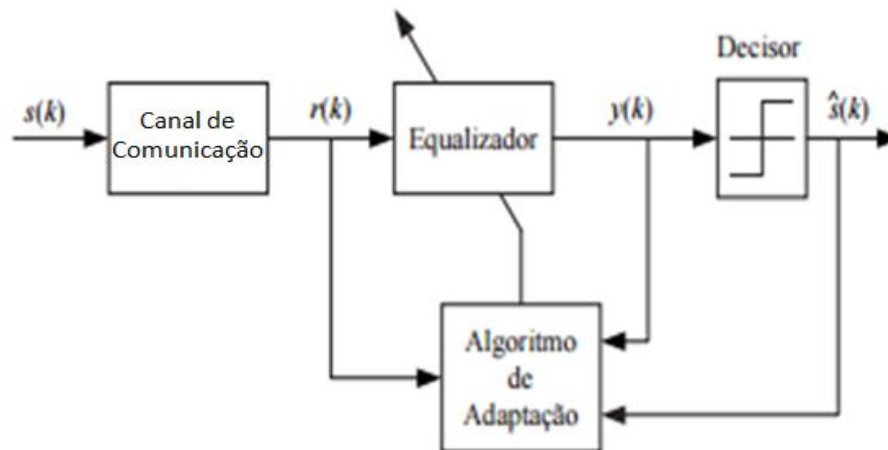 Decisor
s(k)
Canal de
Comunicação
r(k)
Equalizador
y(k)
ŝ(k)
Algoritmo
de
Adaptação